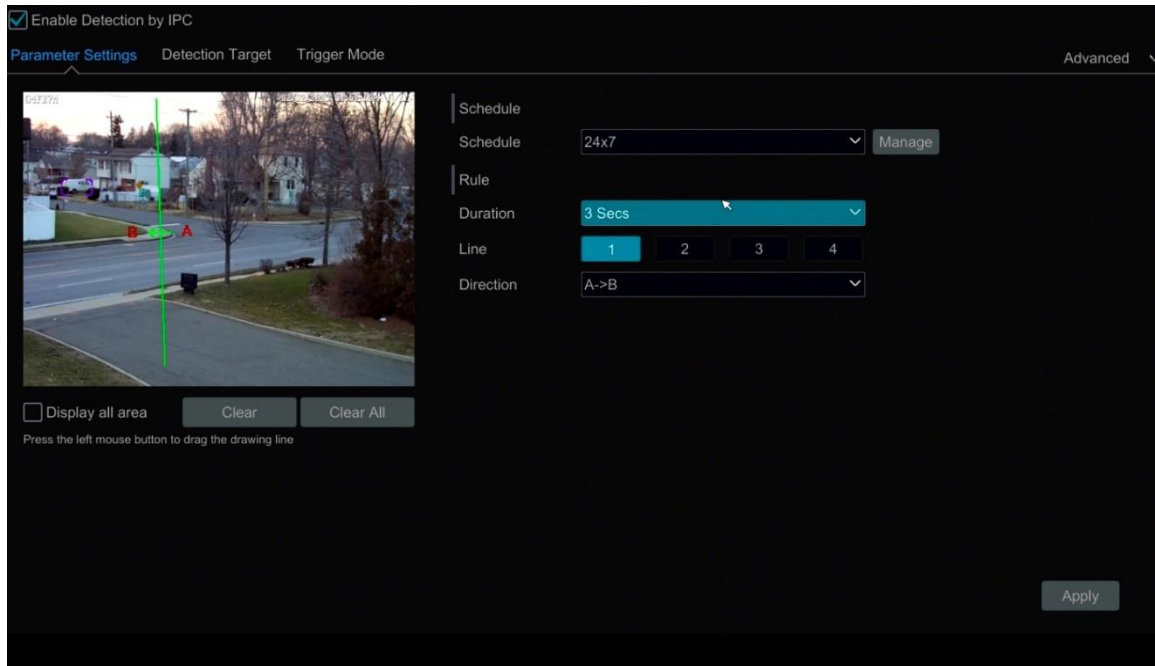 Enable Detection by IPC
Parameter Settings Detection Target Trigger Mode Advanced
Schedule
Schedule 24x7 Manage
Rule
Duration 3 Secs
B A
Line 1 2 3 4
Direction A->B
Display all area Clear Clear All
Press the left mouse button to drag the drawing line
Apply